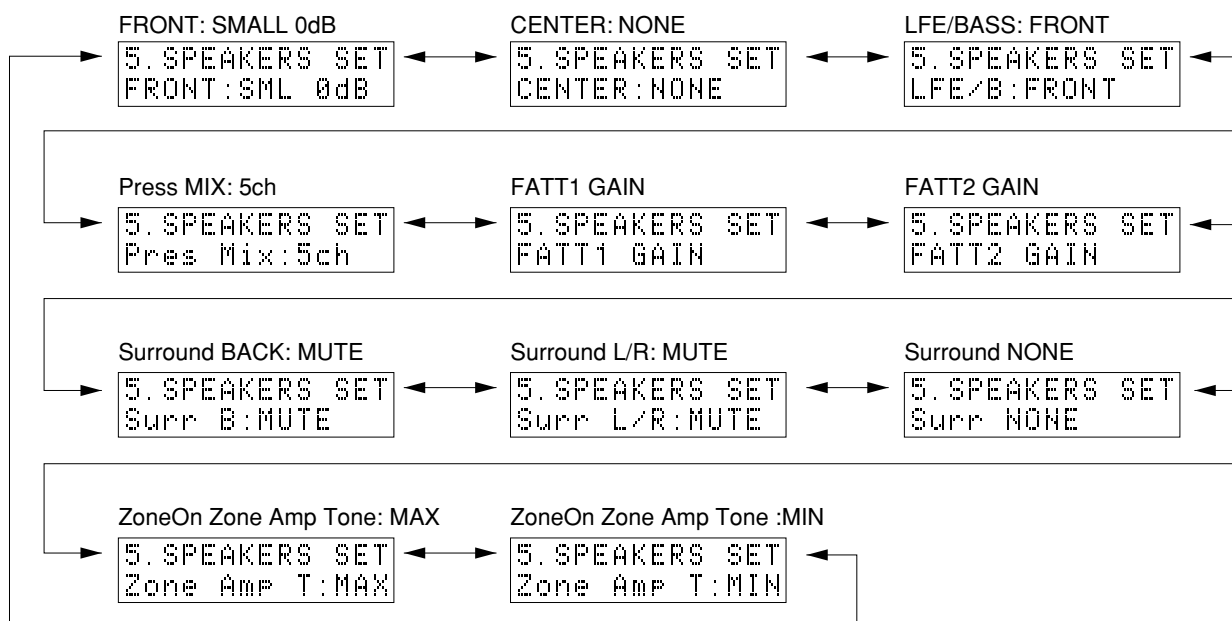 FRONT: SMALL 0dB
5.SPEAKERS SET
FRONT:SML 0dB
CENTER: NONE
5.SPEAKERS SET
CENTER:NONE
LFE/BASS: FRONT
5.SPEAKERS SET
LFE/B:FRONT
Press MIX: 5ch
5.SPEAKERS SET
Pres Mix:5ch
FATT1 GAIN
5.SPEAKERS SET
FATT1 GAIN
FATT2 GAIN
5.SPEAKERS SET
FATT2 GAIN
Surround BACK: MUTE
5.SPEAKERS SET
Surr B:MUTE
Surround L/R: MUTE
5.SPEAKERS SET
Surr L/R:MUTE
Surround NONE
5.SPEAKERS SET
Surr NONE
ZoneOn Zone Amp Tone: MAX
5.SPEAKERS SET
Zone Amp T:MAX
ZoneOn Zone Amp Tone :MIN
5.SPEAKERS SET
Zone Amp T:MIN